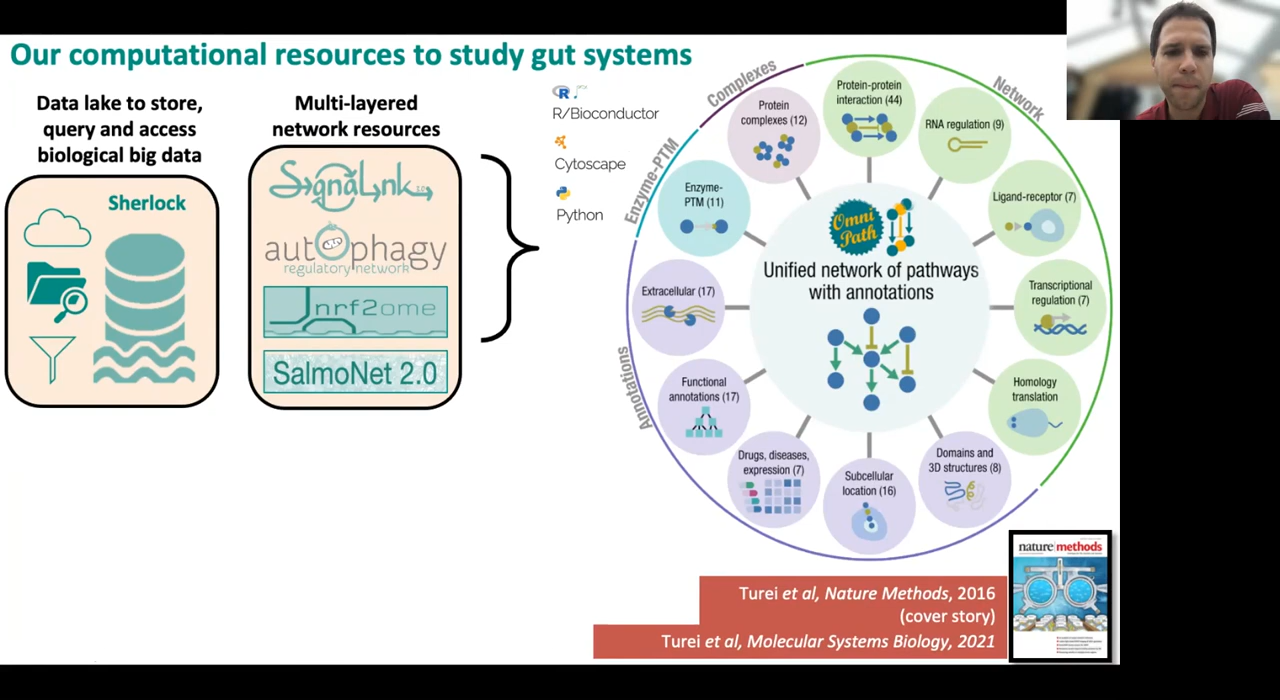 Our computational resources to study gut systems
Data lake to store,
query and access
biological big data
Sherlock
Multi-layered
network resources
SignaLink
autophagy
regulatory network
nrf2ome
SalmoNet 2.0
R/Bioconductor
Cytoscape
Python
Complexes
Network
Enzyme-PTM
Annotations
Protein
complexes (12)
Protein-protein
interaction (44)
RNA regulation (9)
Ligand-receptor (7)
Transcriptional
regulation (7)
Homology
translation
Domains and
3D structures (8)
Subcellular
location (16)
Drugs, diseases,
expression (7)
Functional
annotations (17)
Extracellular (17)
Enzyme-
PTM (11)
Omni
Path
Unified network of pathways
with annotations
Turei et al, Nature Methods, 2016
(cover story)
Turei et al, Molecular Systems Biology, 2021
nature methods